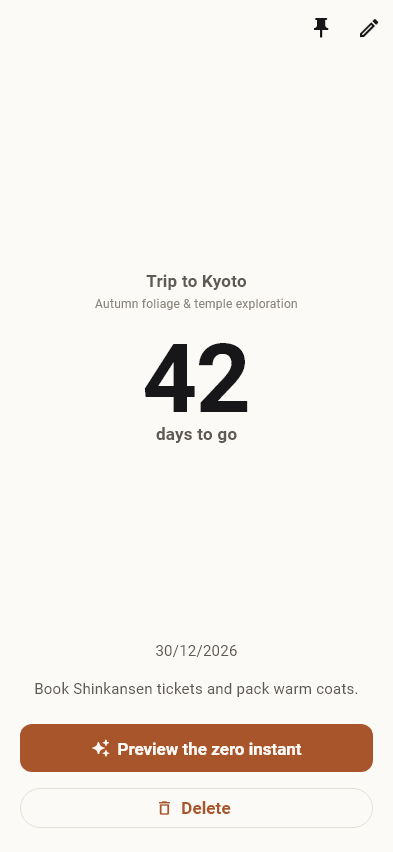 Trip to Kyoto
Autumn foliage & temple exploration
42
days to go
30/12/2026
Book Shinkansen tickets and pack warm coats.
Preview the zero instant
Delete